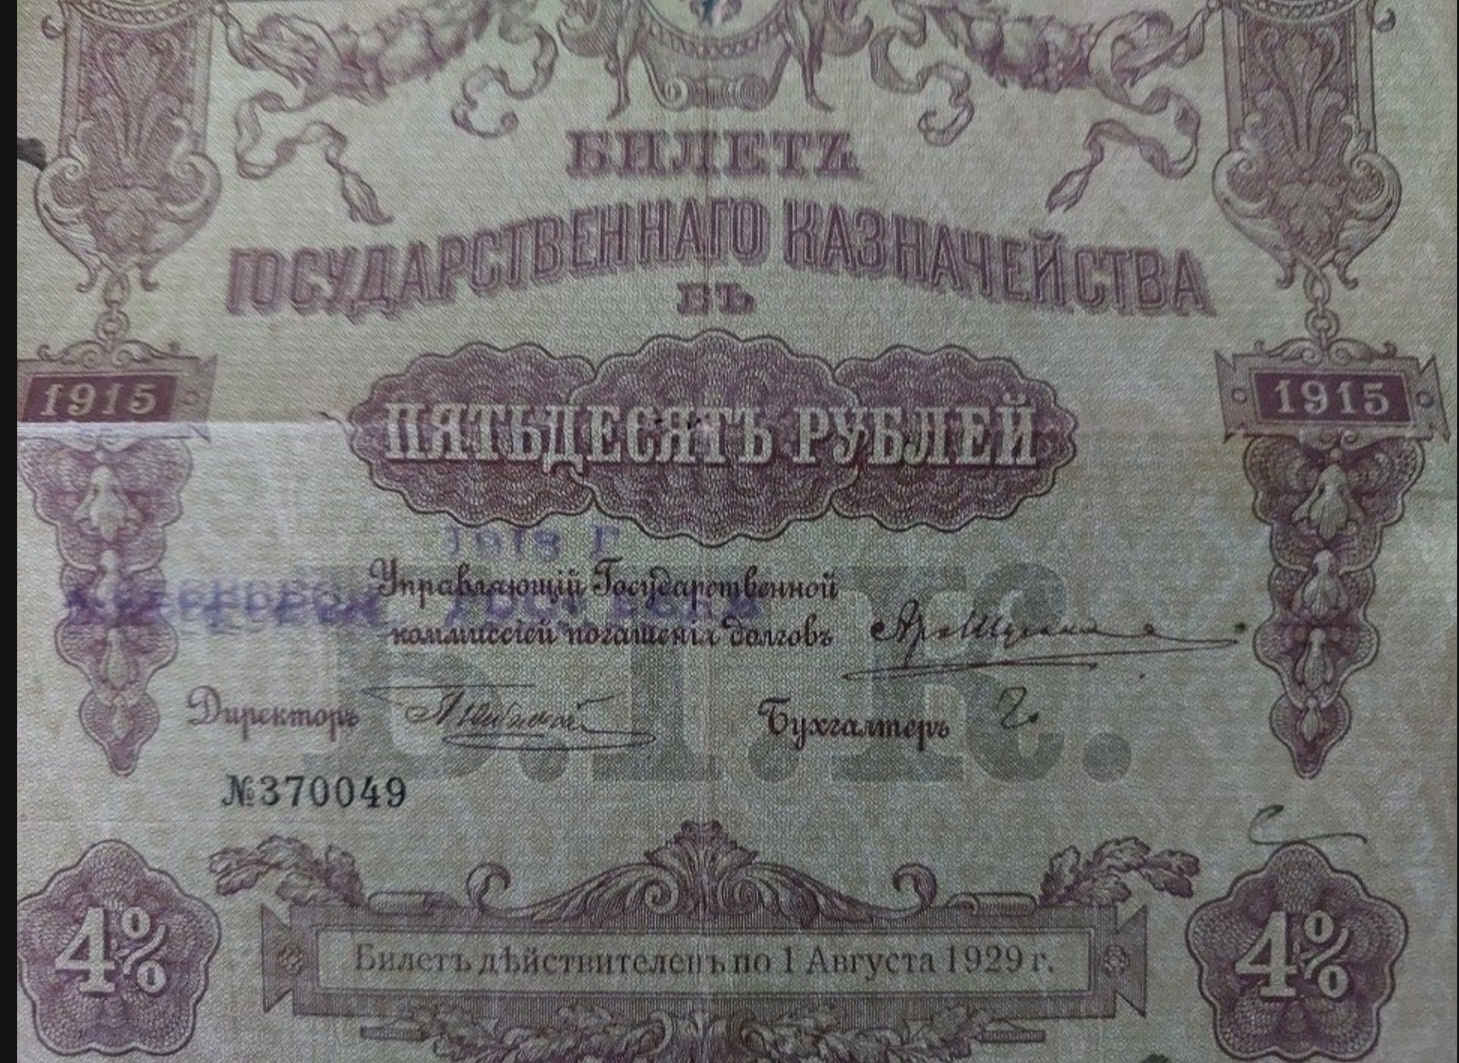 БИЛЕТЪ
ГОСУДАРСТВЕННАГО КАЗНАЧЕЙСТВА
ВЪ
1915
1915
ПЯТЬДЕСЯТЪ РУБЛЕЙ
1918 Г
Управляющій Государственной
коммиссіей погашенія долговъ
Директоръ
Бухгалтеръ
№370049
4%
4%
Билетъ дѣйствителенъ по 1 Августа 1929 г.